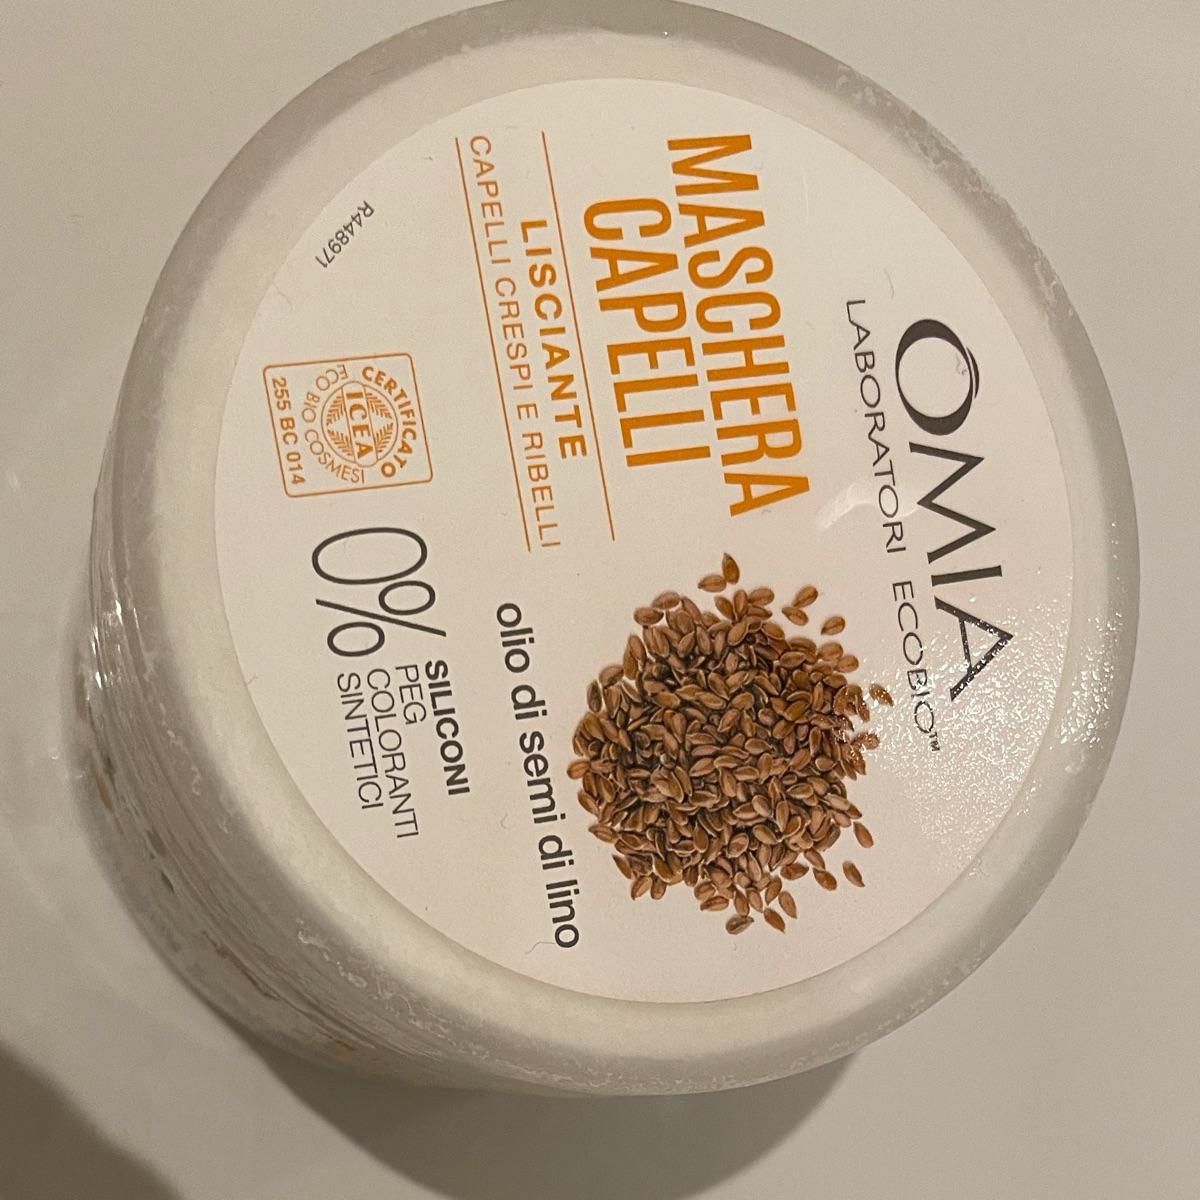 OMIA
LABORATORI ECOBIO™
MASCHERA
CAPELLI
LISCIANTE
CAPELLI CRESPI E RIBELLI
olio di semi di lino
CERTIFICATO
ICEA
ECO BIO COSMESI
255 BC 014
0%
SILICONI
PEG
COLORANTI
SINTETICI
R448971